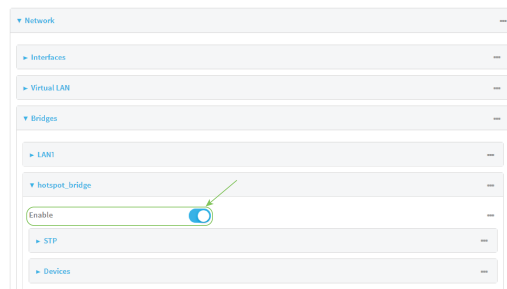 Network
Interfaces
Virtual LAN
Bridges
LAN1
hotspot_bridge
Enable
STP
Devices